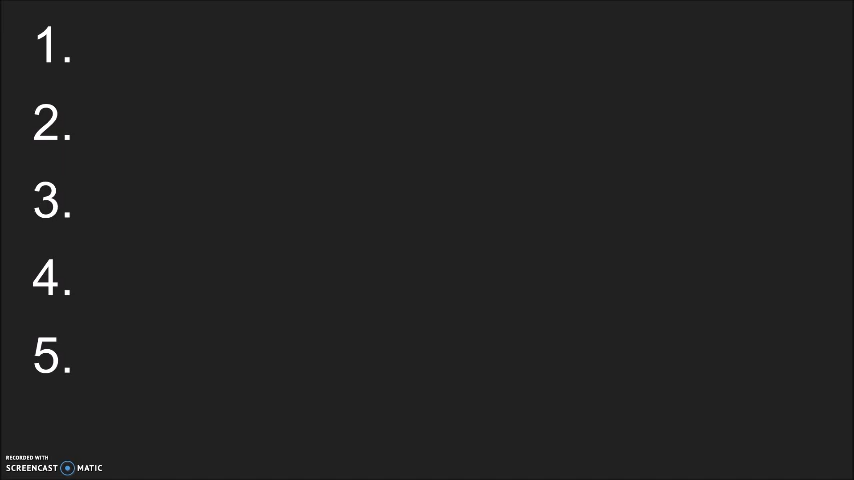 1.
2.
3.
4.
5.
RECORDED WITH
SCREENCAST MATIC